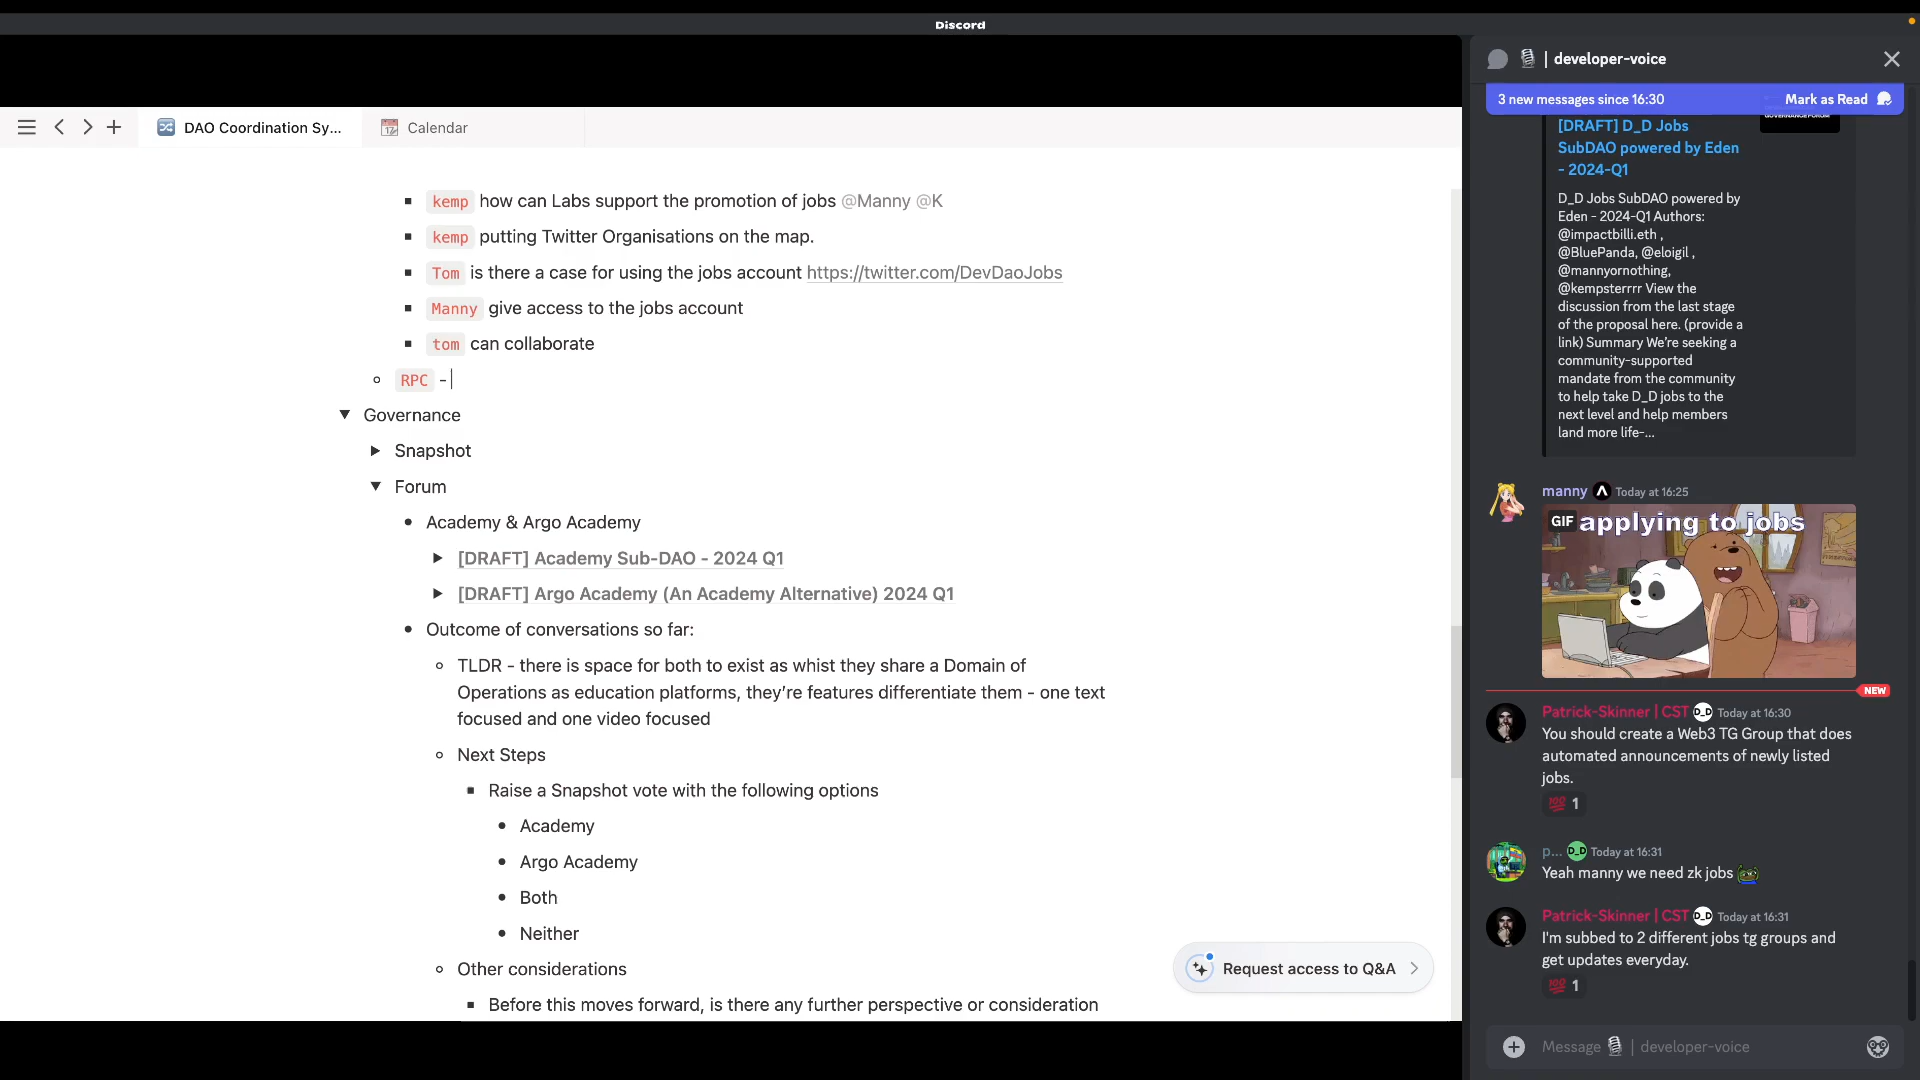 Discord
DAO Coordination Sy...
Calendar
kemp how can Labs support the promotion of jobs @Manny @K
kemp putting Twitter Organisations on the map.
Tom is there a case for using the jobs account https://twitter.com/DevDaoJobs
Manny give access to the jobs account
tom can collaborate
RPC -
Governance
Snapshot
Forum
Academy & Argo Academy
[DRAFT] Academy Sub-DAO - 2024 Q1
[DRAFT] Argo Academy (An Academy Alternative) 2024 Q1
Outcome of conversations so far:
TLDR - there is space for both to exist as whist they share a Domain of
Operations as education platforms, they're features differentiate them - one text
focused and one video focused
Next Steps
Raise a Snapshot vote with the following options
Academy
Argo Academy
Both
Neither
Other considerations
Before this moves forward, is there any further perspective or consideration
Request access to Q&A
| developer-voice
3 new messages since 16:30 Mark as Read
GOVERNANCE FORUM
[DRAFT] D_D Jobs
SubDAO powered by Eden
- 2024-Q1
D_D Jobs SubDAO powered by
Eden - 2024-Q1 Authors:
@impactbilli.eth ,
@BluePanda, @eloigil ,
@mannyornothing,
@kempsterrrr View the
discussion from the last stage
of the proposal here. (provide a
link) Summary We're seeking a
community-supported
mandate from the community
to help take D_D jobs to the
next level and help members
land more life-...
manny Today at 16:25
GIF applying to jobs
NEW
Patrick-Skinner | CST D_D Today at 16:30
You should create a Web3 TG Group that does
automated announcements of newly listed
jobs.
100 1
p... D_D Today at 16:31
Yeah manny we need zk jobs
Patrick-Skinner | CST D_D Today at 16:31
I'm subbed to 2 different jobs tg groups and
get updates everyday.
100 1
Message | developer-voice